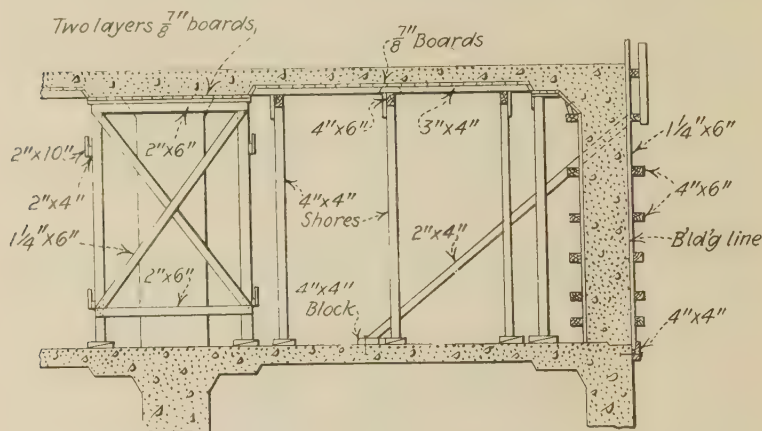 Two layers 7/8" boards,
7/8" Boards
4"x6"
3"x4"
2"x10"
2"x6"
1 1/4"x6"
2"x4"
4"x4"
Shores
4"x6"
1 1/4"x6"
2"x4"
Bld'g line
2"x6"
4"x4"
Block
4"x4"